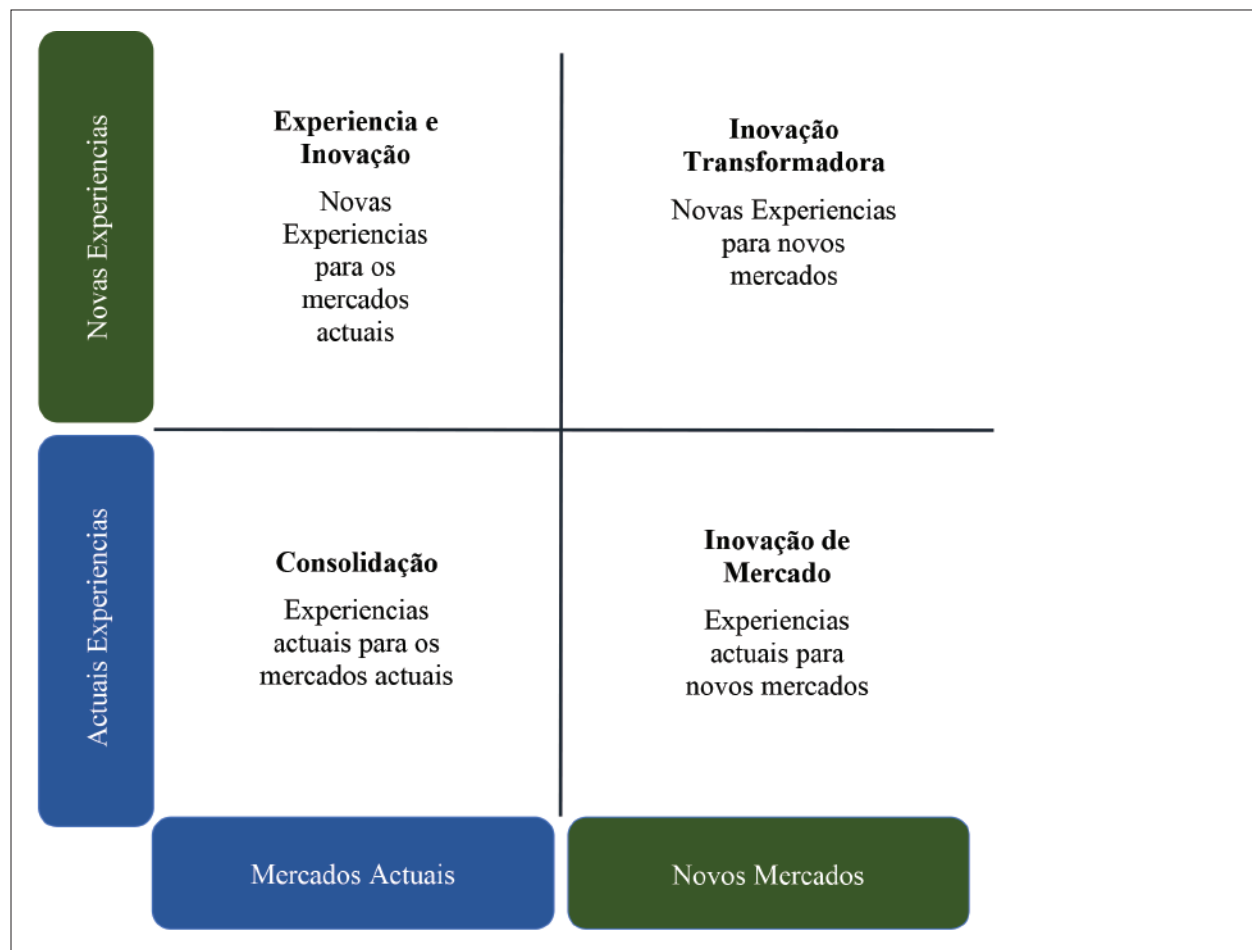 Novas Experiencias
Experiencia e
Inovação
Novas
Experiencias
para os
mercados
actuais
Inovação
Transformadora
Novas Experiencias
para novos
mercados
Actuais Experiencias
Consolidação
Experiencias
actuais para os
mercados actuais
Inovação de
Mercado
Experiencias
actuais para
novos mercados
Mercados Actuais
Novos Mercados